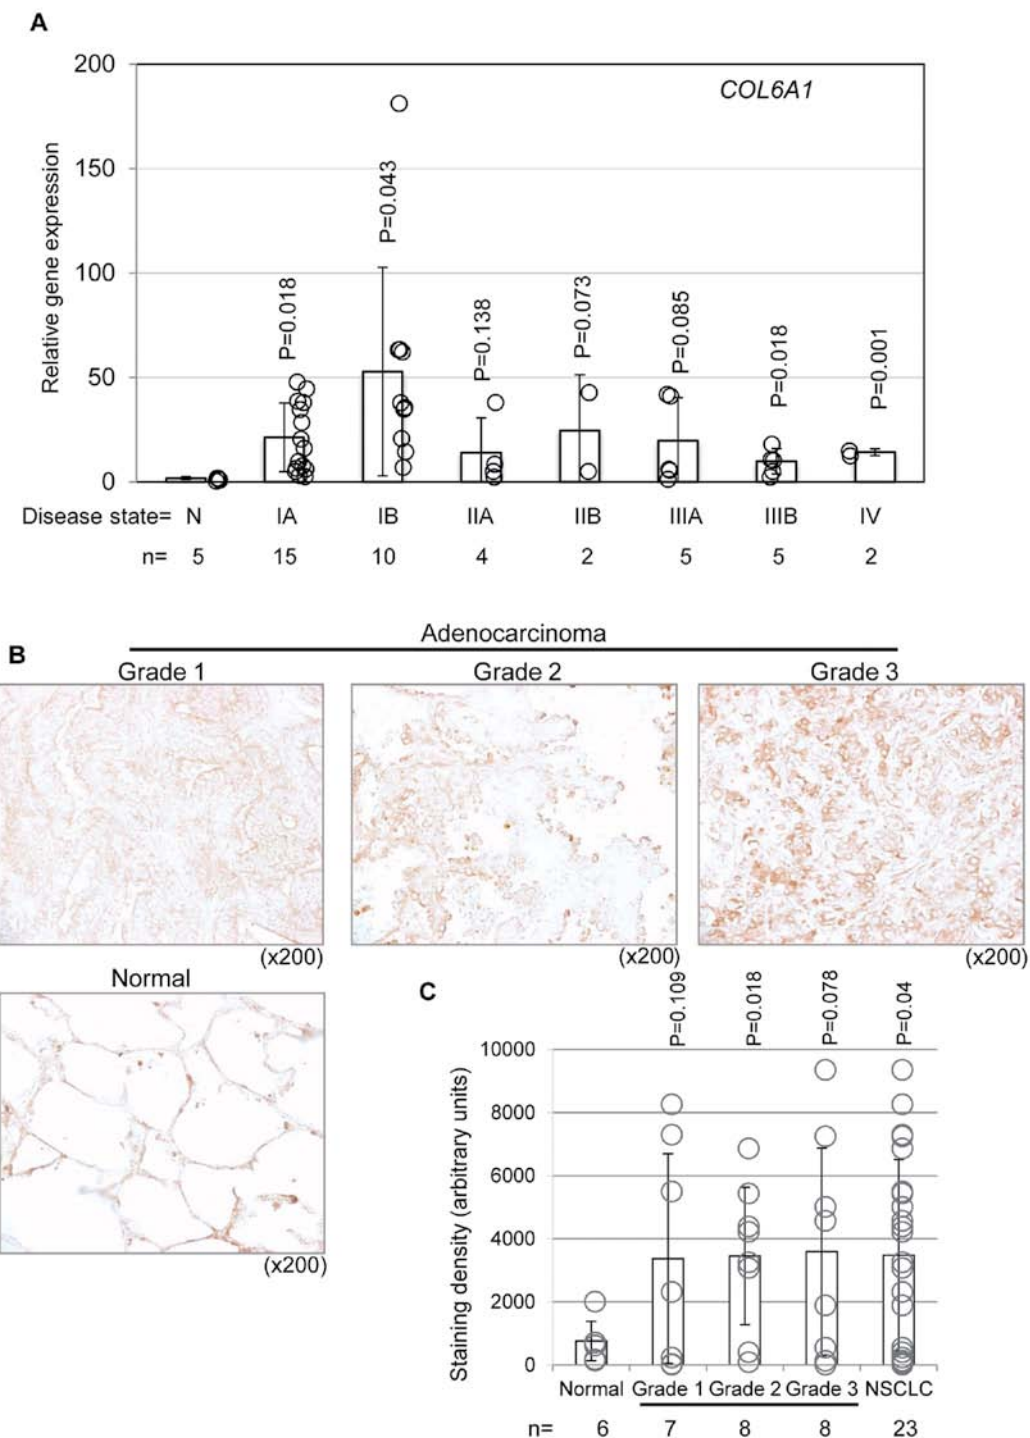 A
200
COL6A1
150
100
50
0
Relative gene expression
P=0.018
P=0.043
P=0.138
P=0.073
P=0.085
P=0.018
P=0.001
Disease state= N IA IB IIA IIB IIIA IIIB IV
n= 5 15 10 4 2 5 5 2
Adenocarcinoma
B
Grade 1 Grade 2 Grade 3
(x200) (x200) (x200)
Normal
(x200)
C
P=0.109
P=0.018
P=0.078
P=0.04
10000
8000
6000
4000
2000
0
Staining density (arbitrary units)
Normal Grade 1 Grade 2 Grade 3 NSCLC
n= 6 7 8 8 23